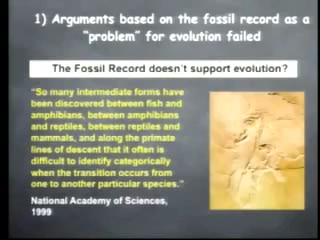 1) Arguments based on the fossil record as a
"problem" for evolution failed
The Fossil Record doesn't support evolution?
"So many intermediate forms have
been discovered between fish and
amphibians, between amphibians
and reptiles, between reptiles and
mammals, and along the primate
lines of descent that it often is
difficult to identify categorically
when the transition occurs from
one to another particular species."
National Academy of Sciences,
1999